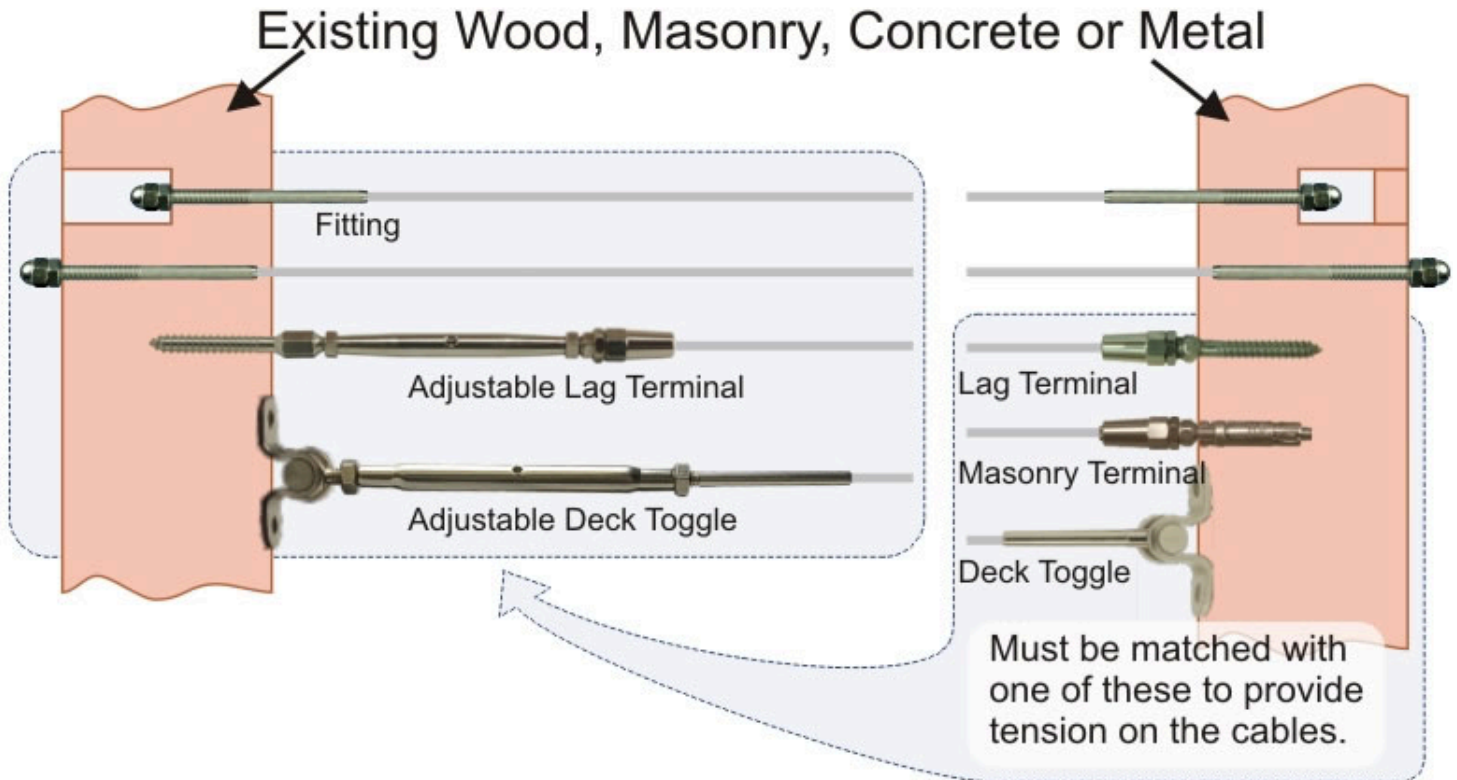 Existing Wood, Masonry, Concrete or Metal
Fitting
Adjustable Lag Terminal
Adjustable Deck Toggle
Lag Terminal
Masonry Terminal
Deck Toggle
Must be matched with
one of these to provide
tension on the cables.